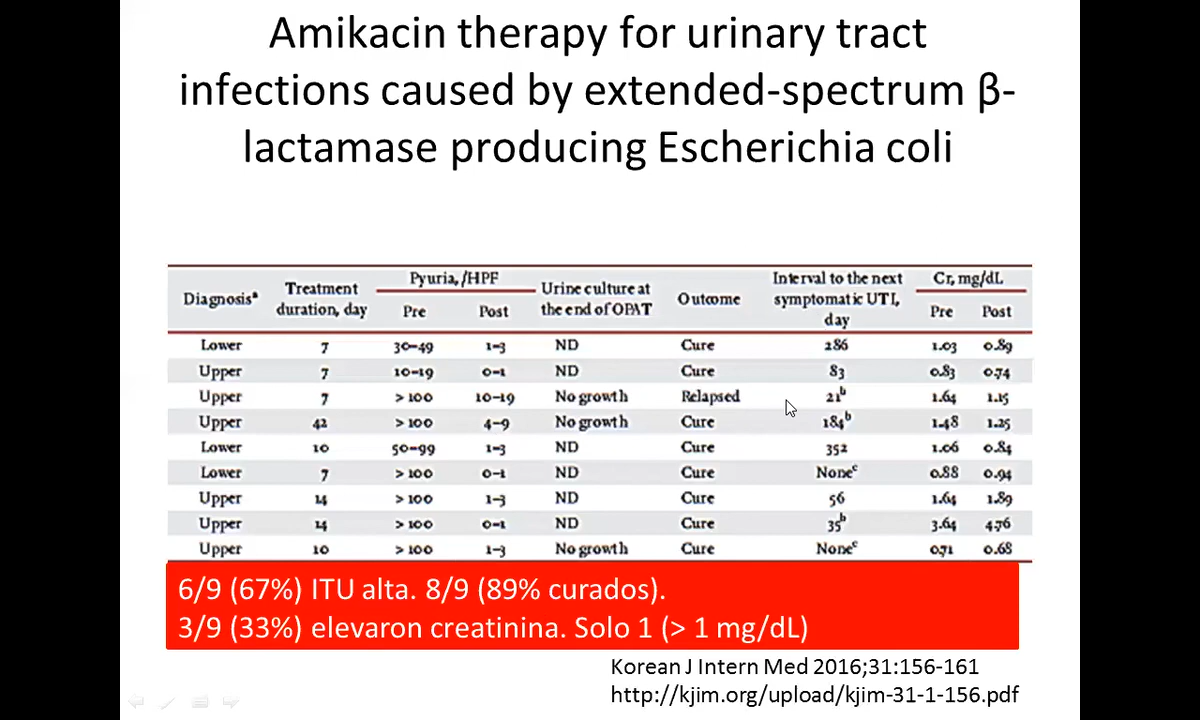 Amikacin therapy for urinary tract
infections caused by extended-spectrum β-
lactamase producing Escherichia coli
Diagnosisᵃ Treatment duration, day Pyuria, /HPF Pre Post Urine culture at the end of OPAT Outcome Interval to the next symptomatic UTI, day Cr, mg/dL Pre Post
Lower 7 30–49 1–3 ND Cure 286 1.03 0.89
Upper 7 10–19 0–1 ND Cure 83 0.83 0.74
Upper 7 > 100 10–19 No growth Relapsed 21ᵇ 1.64 1.15
Upper 42 > 100 4–9 No growth Cure 184ᵇ 1.48 1.25
Lower 10 50–99 1–3 ND Cure 352 1.06 0.84
Lower 7 > 100 0–1 ND Cure Noneᶜ 0.88 0.94
Upper 14 > 100 1–3 ND Cure 56 1.64 1.89
Upper 14 > 100 0–1 ND Cure 35ᵇ 3.64 4.76
Upper 10 > 100 1–3 No growth Cure Noneᶜ 0.71 0.68
6/9 (67%) ITU alta. 8/9 (89% curados).
3/9 (33%) elevaron creatinina. Solo 1 (> 1 mg/dL)
Korean J Intern Med 2016;31:156-161
http://kjim.org/upload/kjim-31-1-156.pdf